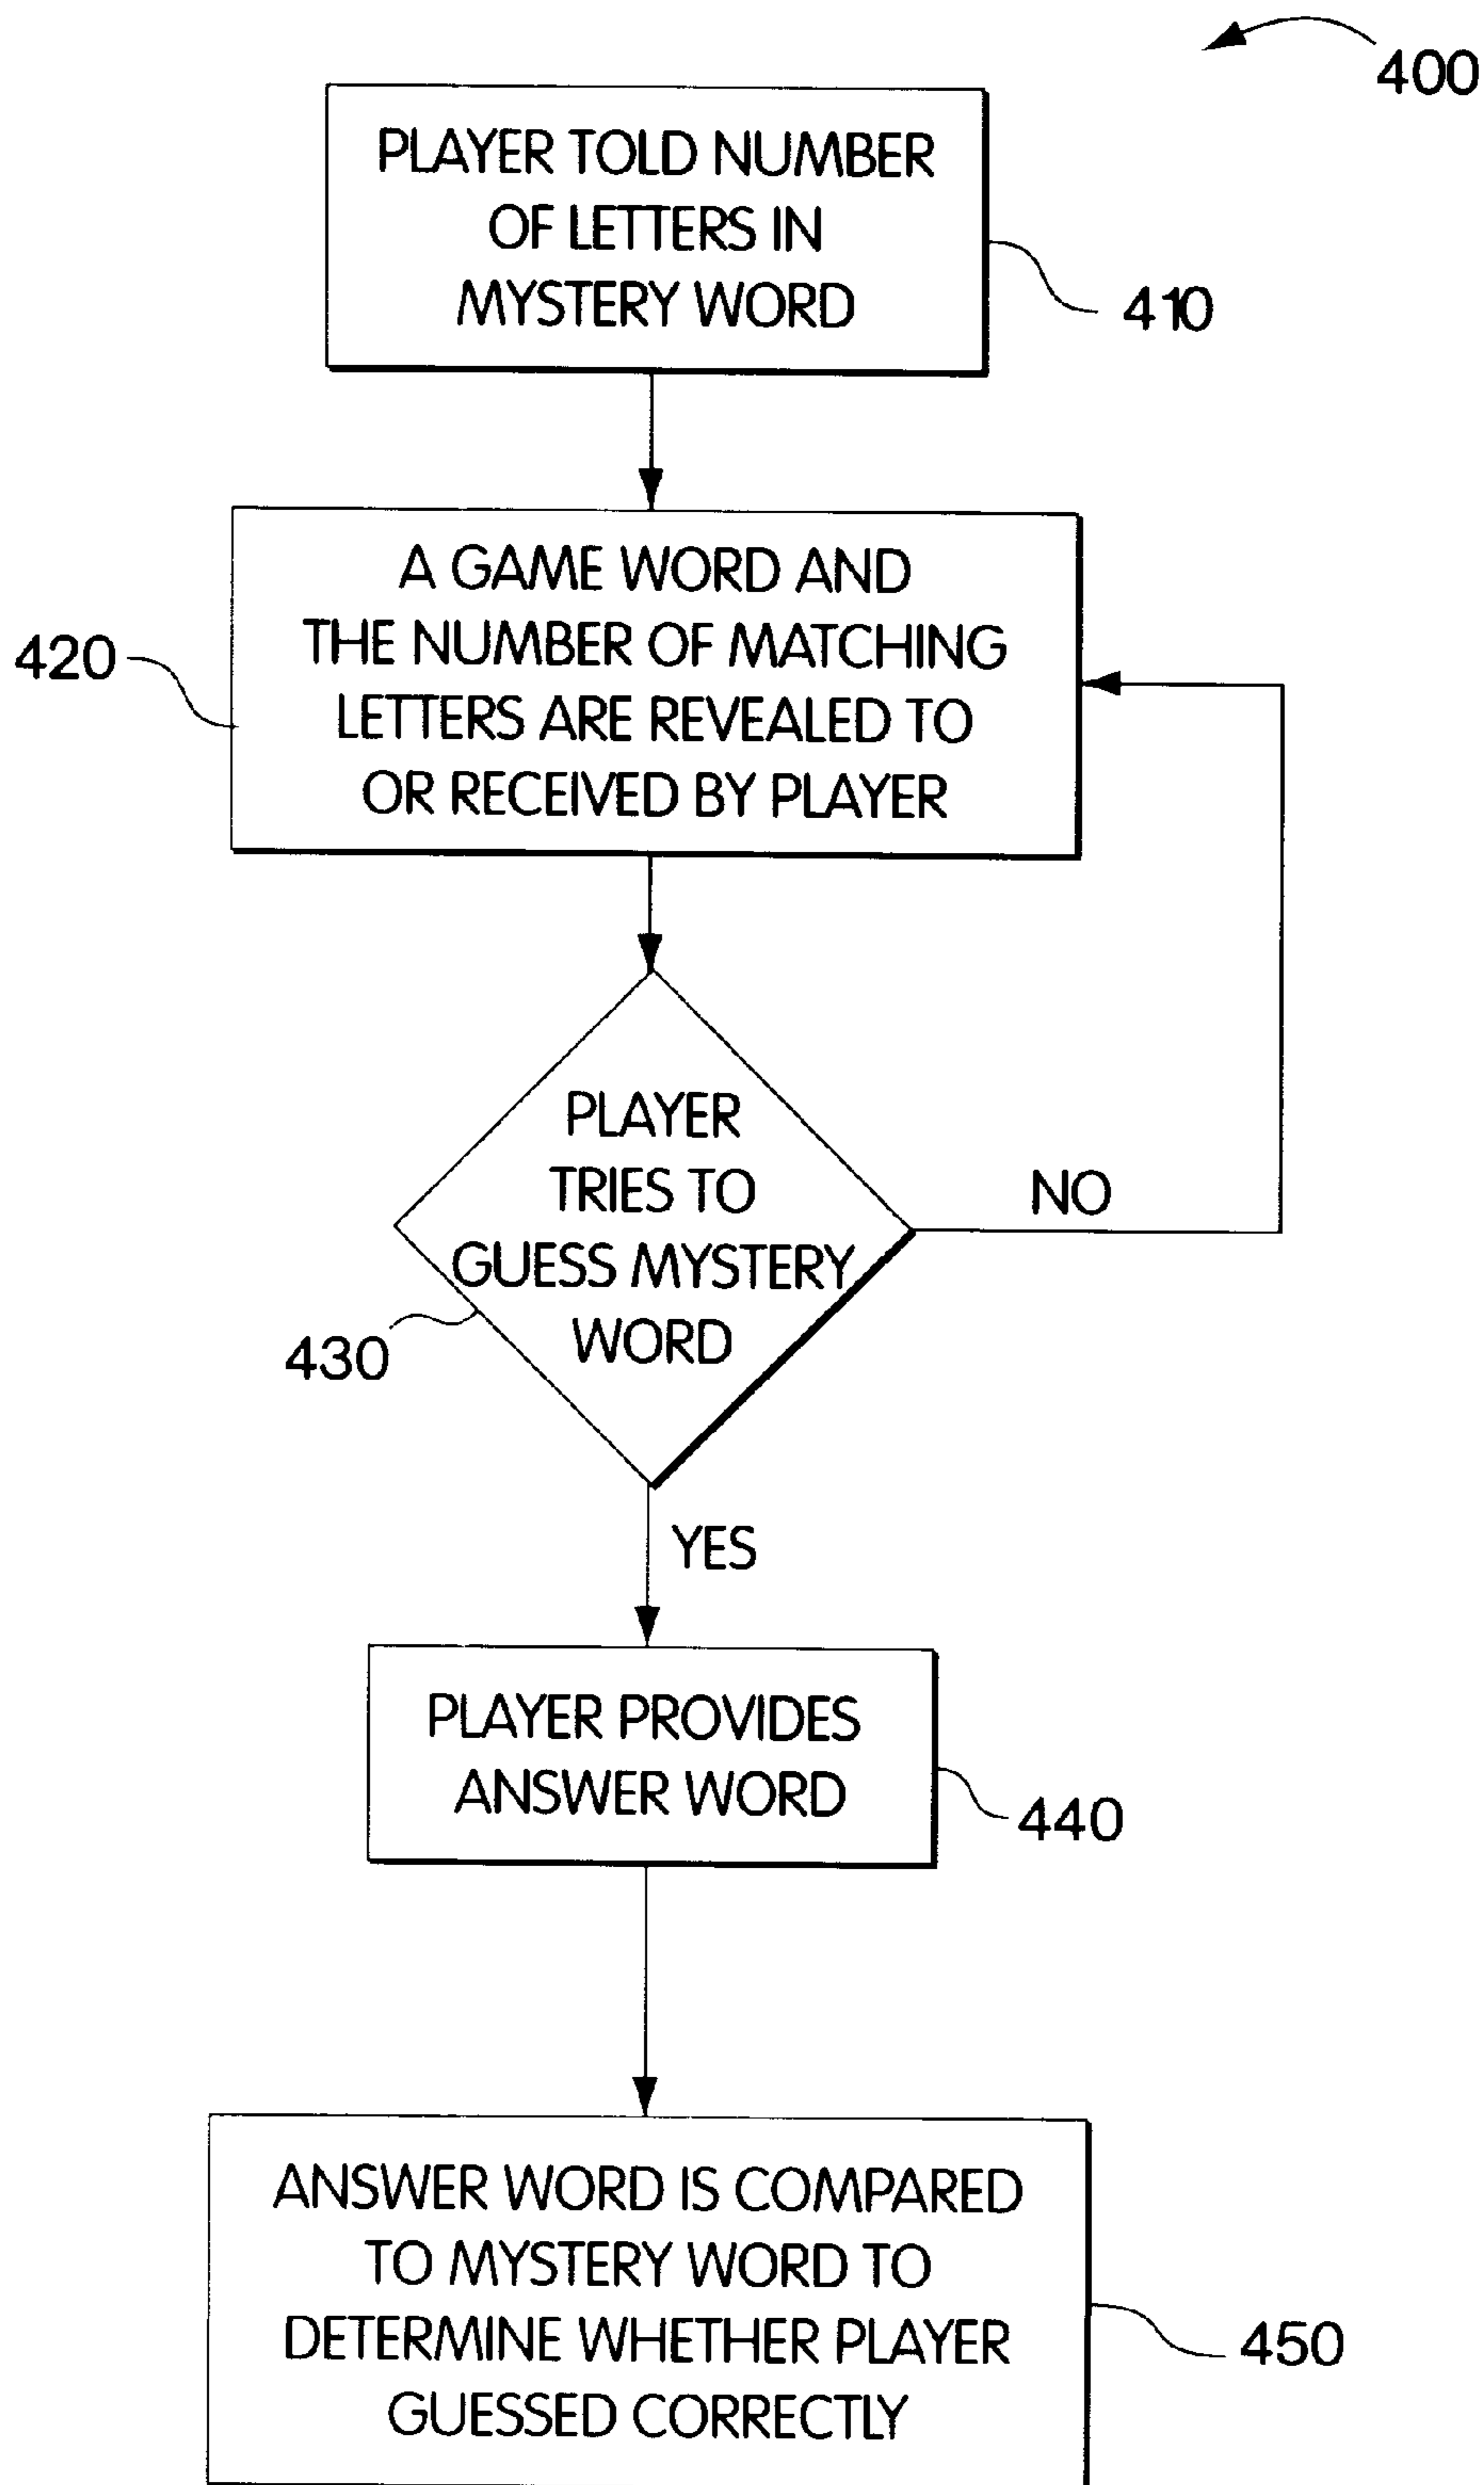 400
PLAYER TOLD NUMBER
OF LETTERS IN
MYSTERY WORD
410
A GAME WORD AND
THE NUMBER OF MATCHING
LETTERS ARE REVEALED TO
OR RECEIVED BY PLAYER
420
PLAYER
TRIES TO
GUESS MYSTERY
WORD
NO
430
YES
PLAYER PROVIDES
ANSWER WORD
440
ANSWER WORD IS COMPARED
TO MYSTERY WORD TO
DETERMINE WHETHER PLAYER
GUESSED CORRECTLY
450